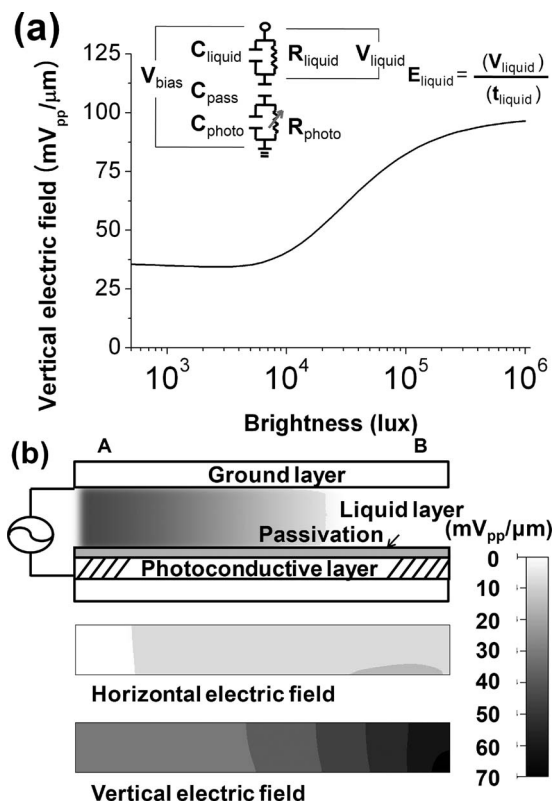 (a)
125
100
75
50
25
0
Vertical electric field (mVpp/μm)
Cliquid Rliquid Vliquid
Vbias
Cpass
Cphoto Rphoto
Eliquid = (Vliquid) / (tliquid)
10³ 10⁴ 10⁵ 10⁶
Brightness (lux)
A B
(b)
Ground layer
Liquid layer
Passivation
Photoconductive layer
(mVpp/μm)
0
10
20
30
40
50
60
70
Horizontal electric field
Vertical electric field